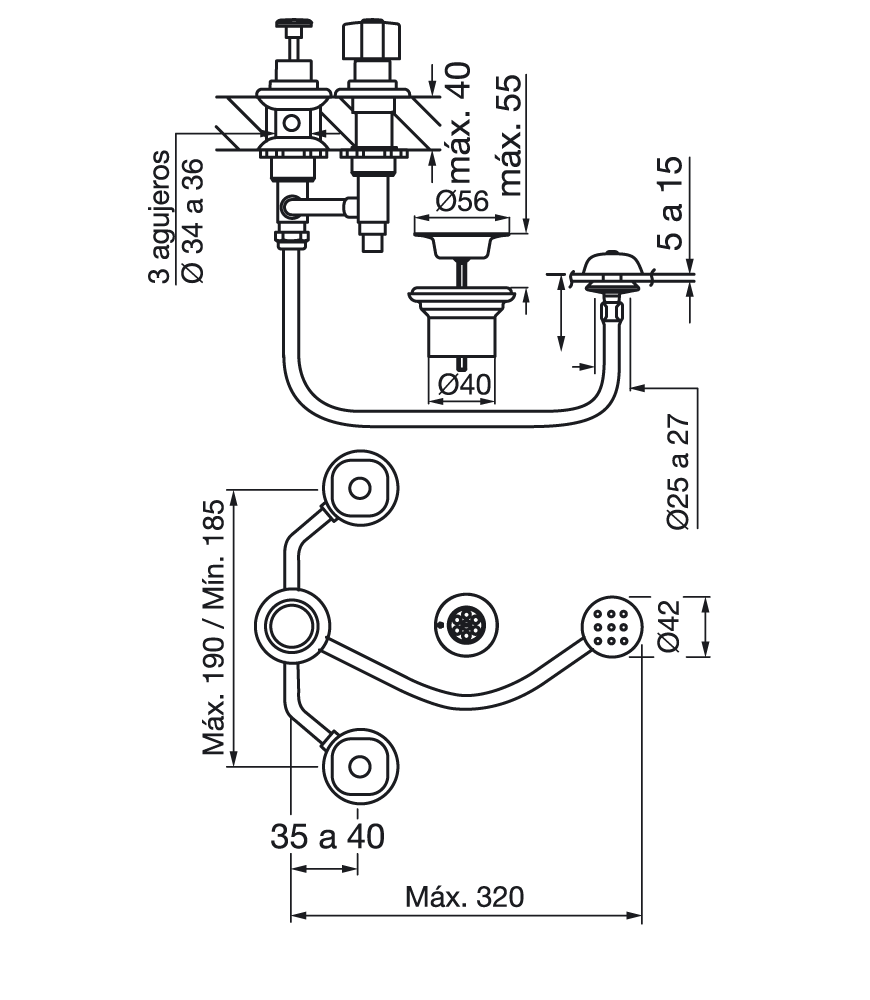 máx. 40
máx. 55
3 agujeros
Ø 34 a 36
Ø56
5 a 15
Ø40
Ø25 a 27
Máx. 190 / Mín. 185
Ø42
35 a 40
Máx. 320